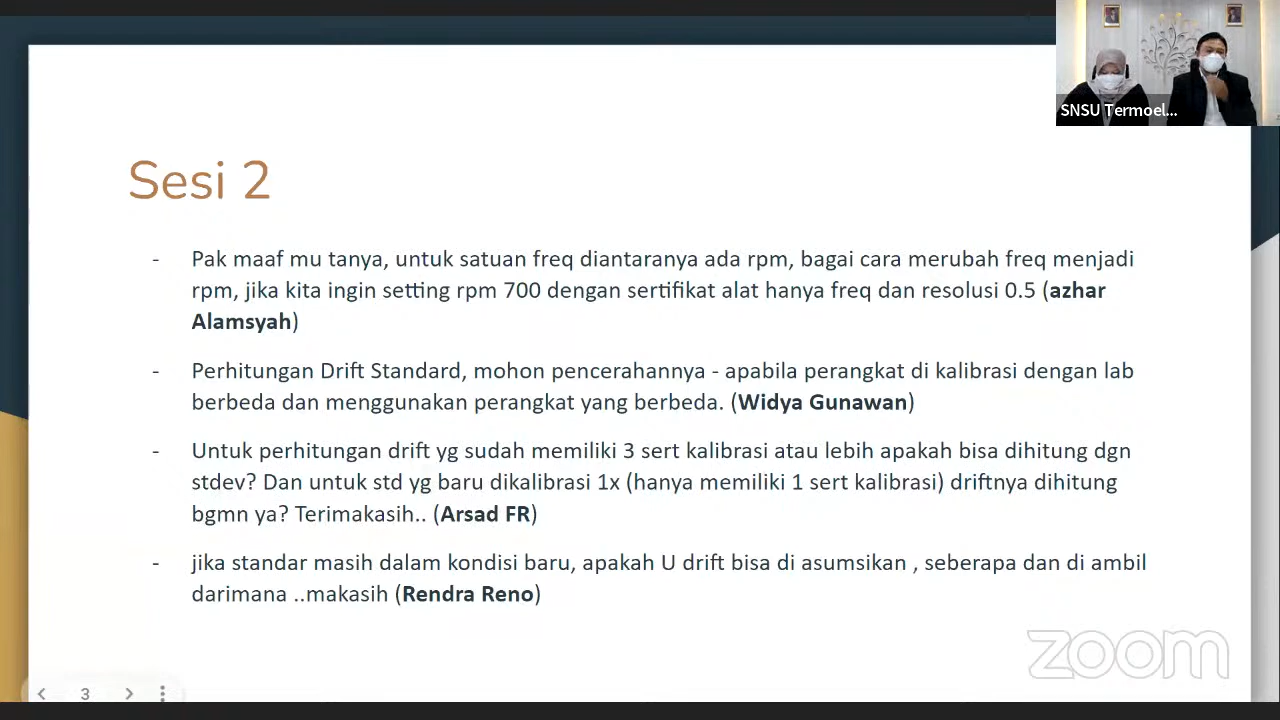 SNSU Termoel...
Sesi 2
- Pak maaf mu tanya, untuk satuan freq diantaranya ada rpm, bagai cara merubah freq menjadi
rpm, jika kita ingin setting rpm 700 dengan sertifikat alat hanya freq dan resolusi 0.5 (azhar
Alamsyah)
- Perhitungan Drift Standard, mohon pencerahannya - apabila perangkat di kalibrasi dengan lab
berbeda dan menggunakan perangkat yang berbeda. (Widya Gunawan)
- Untuk perhitungan drift yg sudah memiliki 3 sert kalibrasi atau lebih apakah bisa dihitung dgn
stdev? Dan untuk std yg baru dikalibrasi 1x (hanya memiliki 1 sert kalibrasi) driftnya dihitung
bgmn ya? Terimakasih.. (Arsad FR)
- jika standar masih dalam kondisi baru, apakah U drift bisa di asumsikan , seberapa dan di ambil
darimana ..makasih (Rendra Reno)
zoom
3